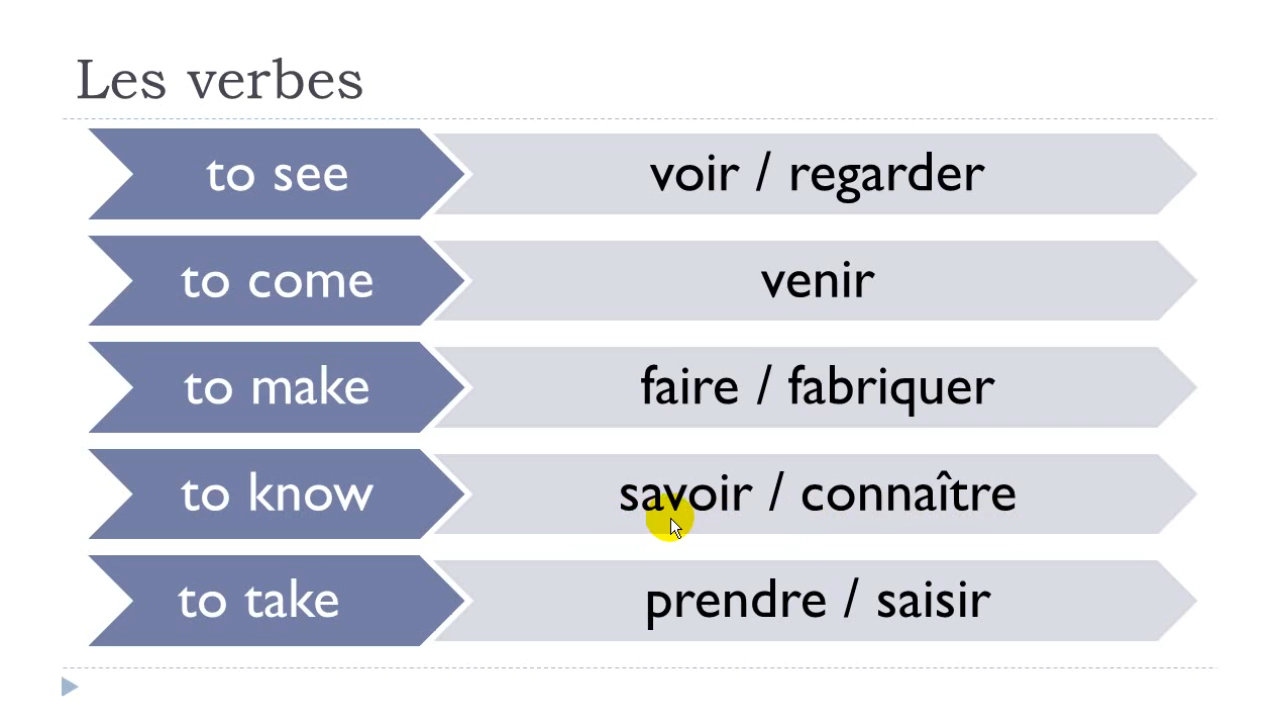 Les verbes
to see
voir / regarder
to come
venir
to make
faire / fabriquer
to know
savoir / connaître
to take
prendre / saisir